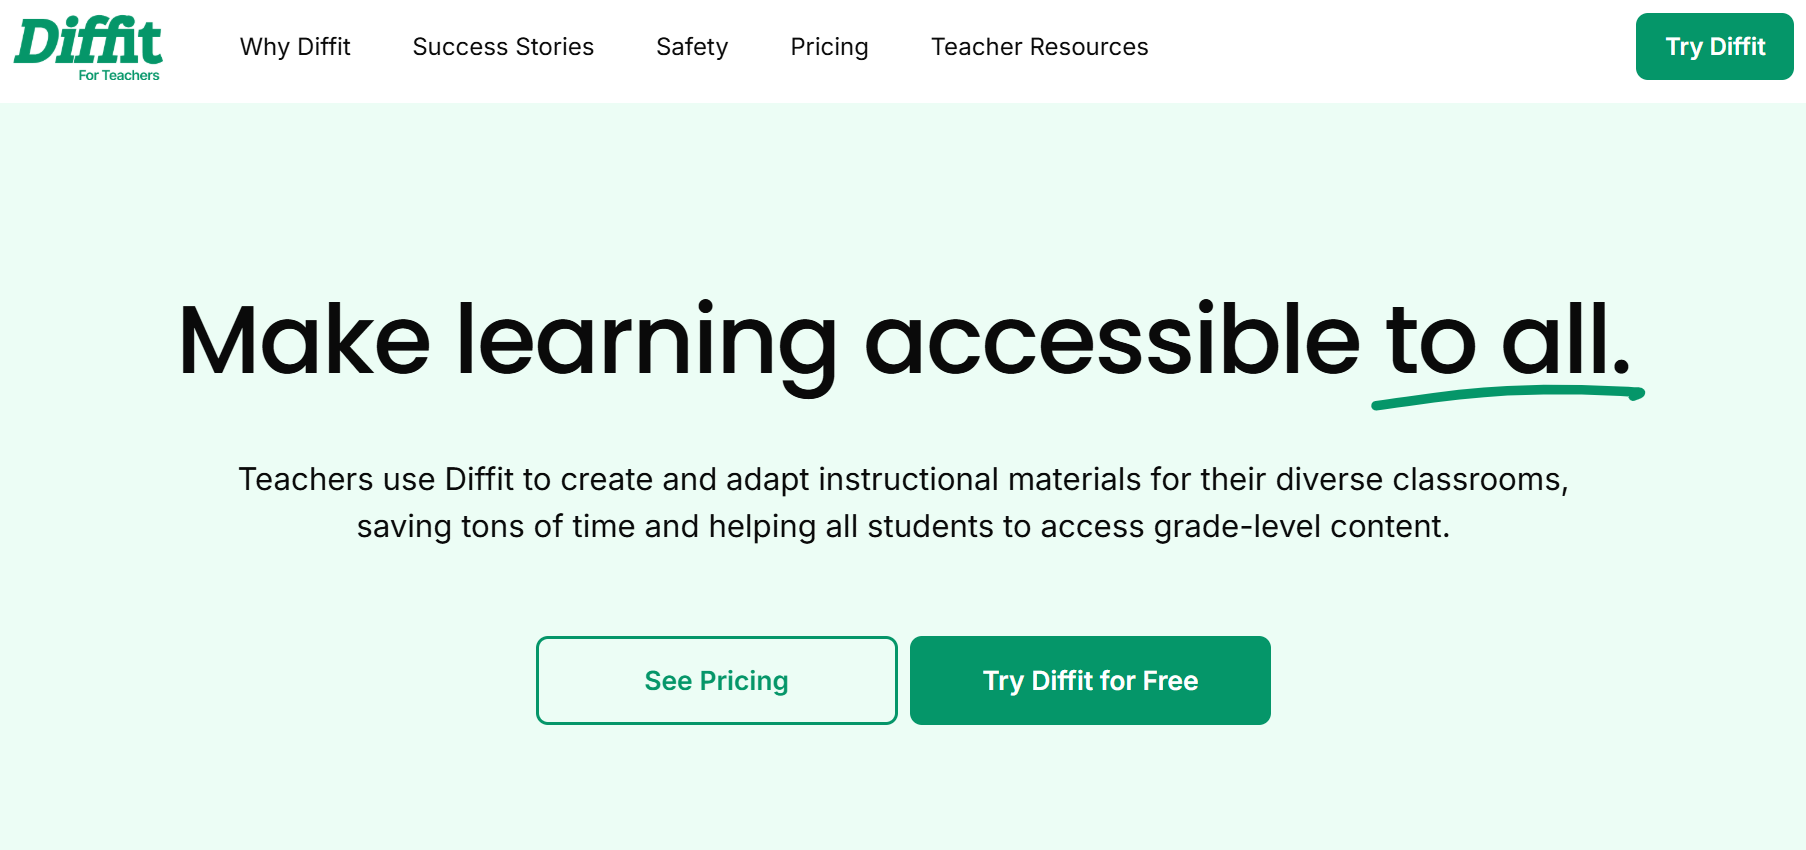 Diffit
For Teachers
Why Diffit
Success Stories
Safety
Pricing
Teacher Resources
Try Diffit
Make learning accessible to all.
Teachers use Diffit to create and adapt instructional materials for their diverse classrooms,
saving tons of time and helping all students to access grade-level content.
See Pricing
Try Diffit for Free